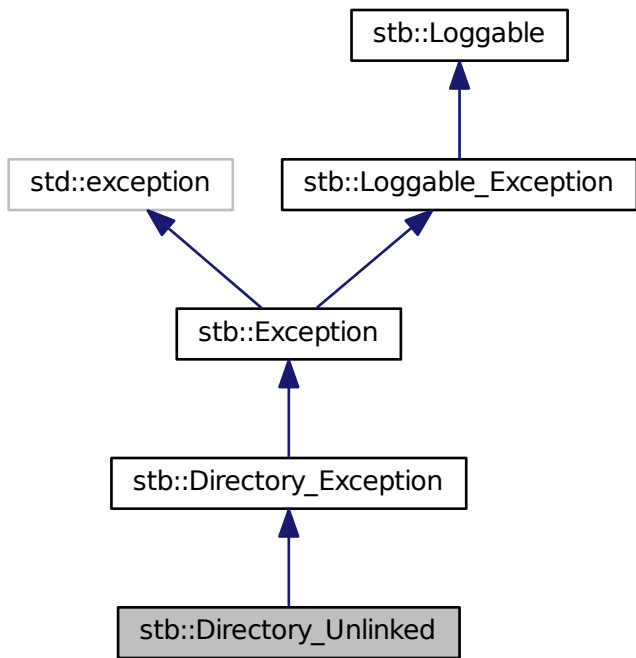 stb::Loggable
std::exception
stb::Loggable_Exception
stb::Exception
stb::Directory_Exception
stb::Directory_Unlinked